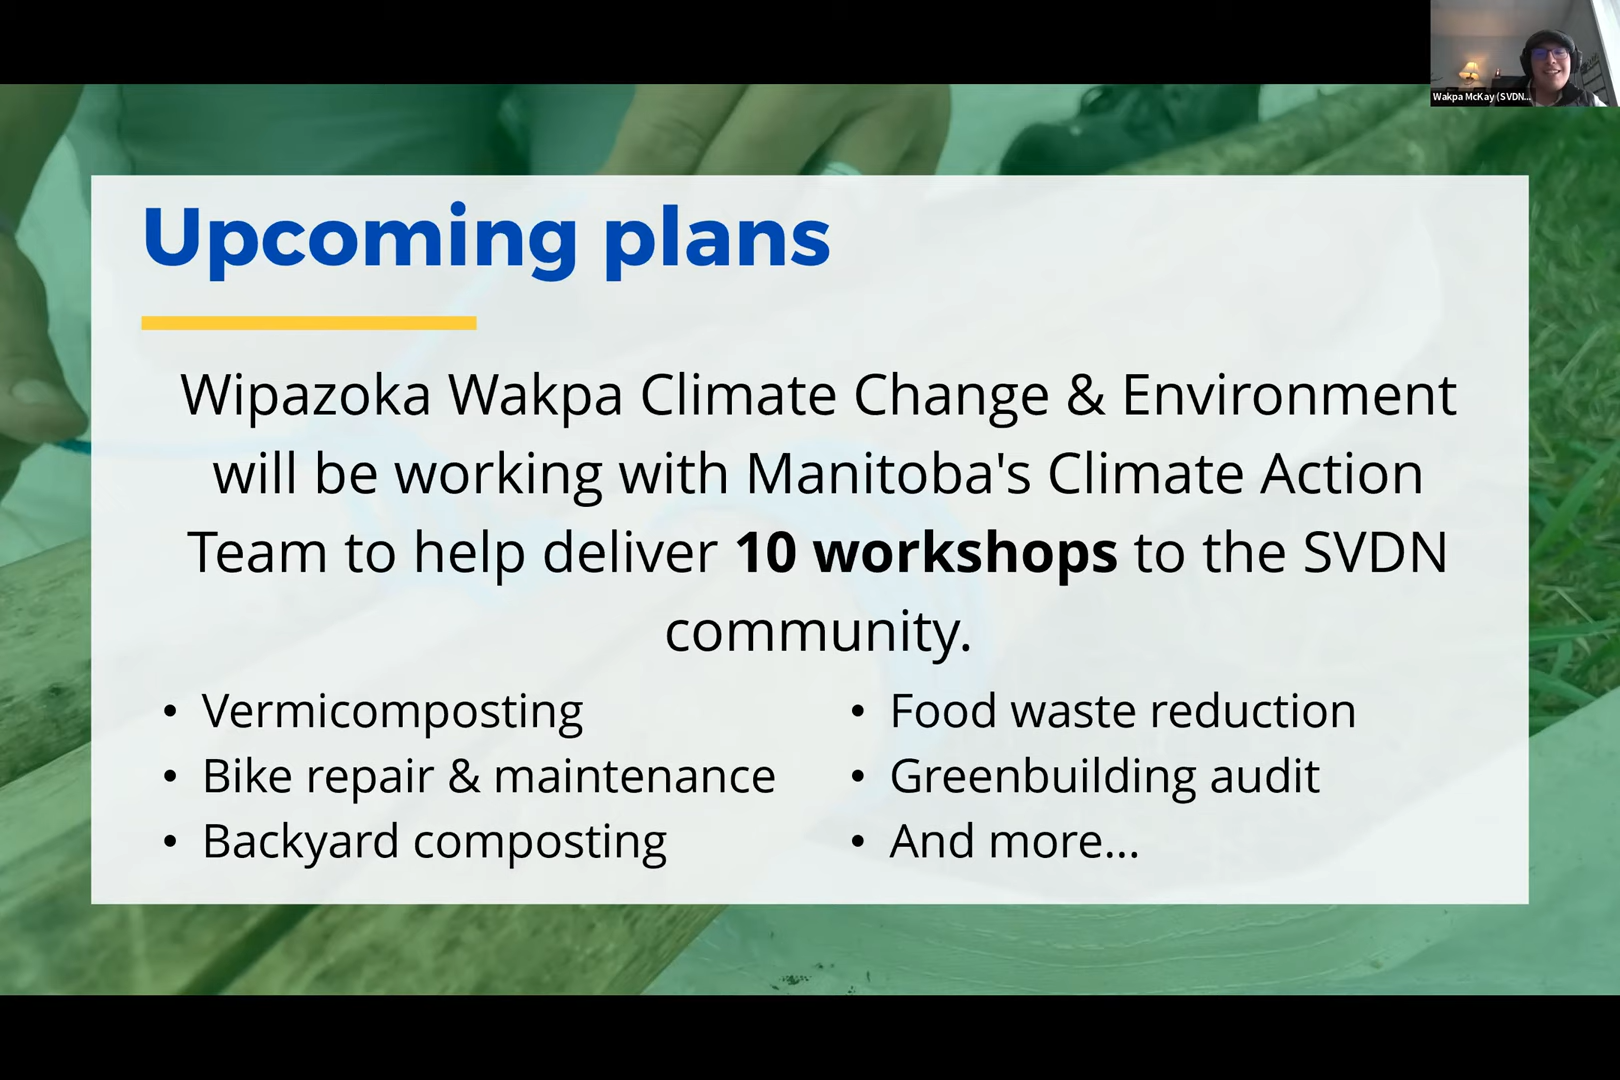 Wakpa McKay (SVDN...
Upcoming plans
Wipazoka Wakpa Climate Change & Environment
will be working with Manitoba's Climate Action
Team to help deliver 10 workshops to the SVDN
community.
• Vermicomposting
• Bike repair & maintenance
• Backyard composting
• Food waste reduction
• Greenbuilding audit
• And more...